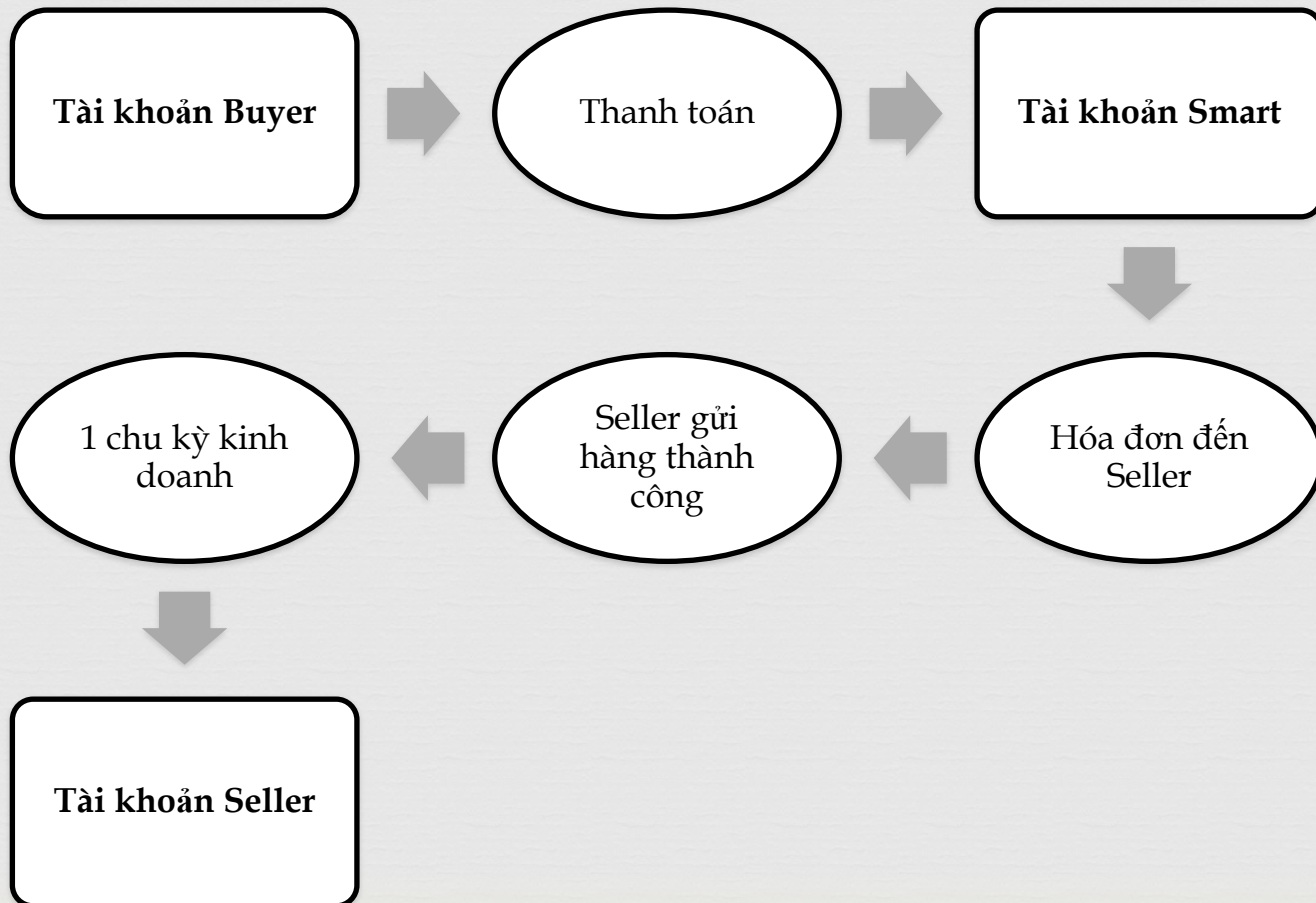 Tài khoản Buyer
Thanh toán
Tài khoản Smart
Hóa đơn đến
Seller
Seller gửi
hàng thành
công
1 chu kỳ kinh
doanh
Tài khoản Seller